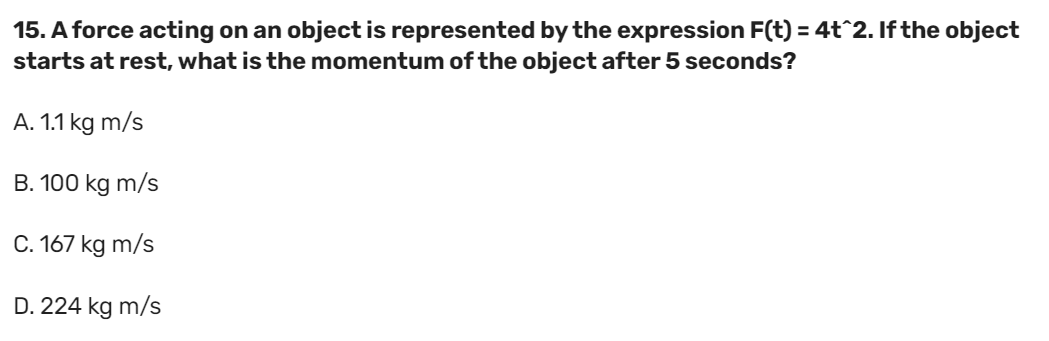 15. A force acting on an object is represented by the expression F(t) = 4t^2. If the object
starts at rest, what is the momentum of the object after 5 seconds?
A. 1.1 kg m/s
B. 100 kg m/s
C. 167 kg m/s
D. 224 kg m/s